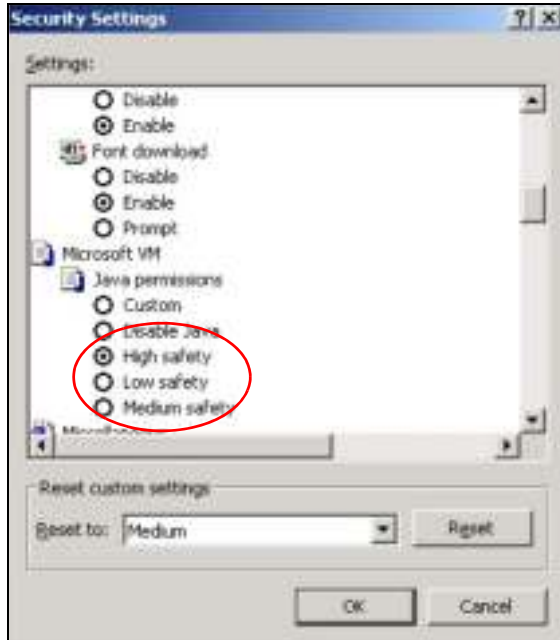 Security Settings
Settings:
Disable
Enable
Font download
Disable
Enable
Prompt
Microsoft VM
Java permissions
Custom
Disable Java
High safety
Low safety
Medium safety
Reset custom settings
Reset to: Medium Reset
OK Cancel